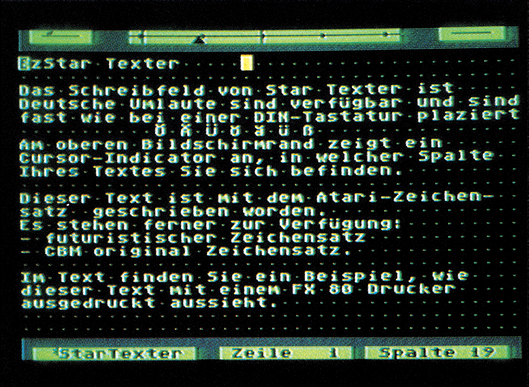 EzStar Texter
Das Schreibfeld von Star Texter ist
Deutsche Umlaute sind verfügbar und sind
fast wie bei einer DIN-Tastatur plaziert
Ö Ä Ü ö ä ü ß
Am oberen Bildschirmrand zeigt ein
Cursor-Indicator an, in welcher Spalte
Ihres Textes Sie sich befinden.
Dieser Text ist mit dem Atari-Zeichen-
satz geschrieben worden.
Es stehen ferner zur Verfügung:
- futuristischer Zeichensatz
- CBM original Zeichensatz.
Im Text finden Sie ein Beispiel, wie
dieser Text mit einem FX 80 Drucker
ausgedruckt aussieht.
StarTexter Zeile 1 Spalte 19